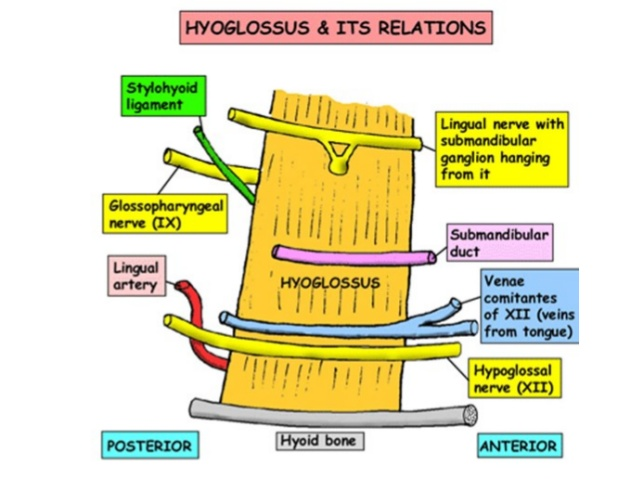 HYOGLOSSUS & ITS RELATIONS
Stylohyoid
ligament
Lingual nerve with
submandibular
ganglion hanging
from it
Glossopharyngeal
nerve (IX)
Submandibular
duct
Lingual
artery
HYOGLOSSUS
Venae
comitantes
of XII (veins
from tongue)
Hypoglossal
nerve (XII)
Hyoid bone
POSTERIOR
ANTERIOR